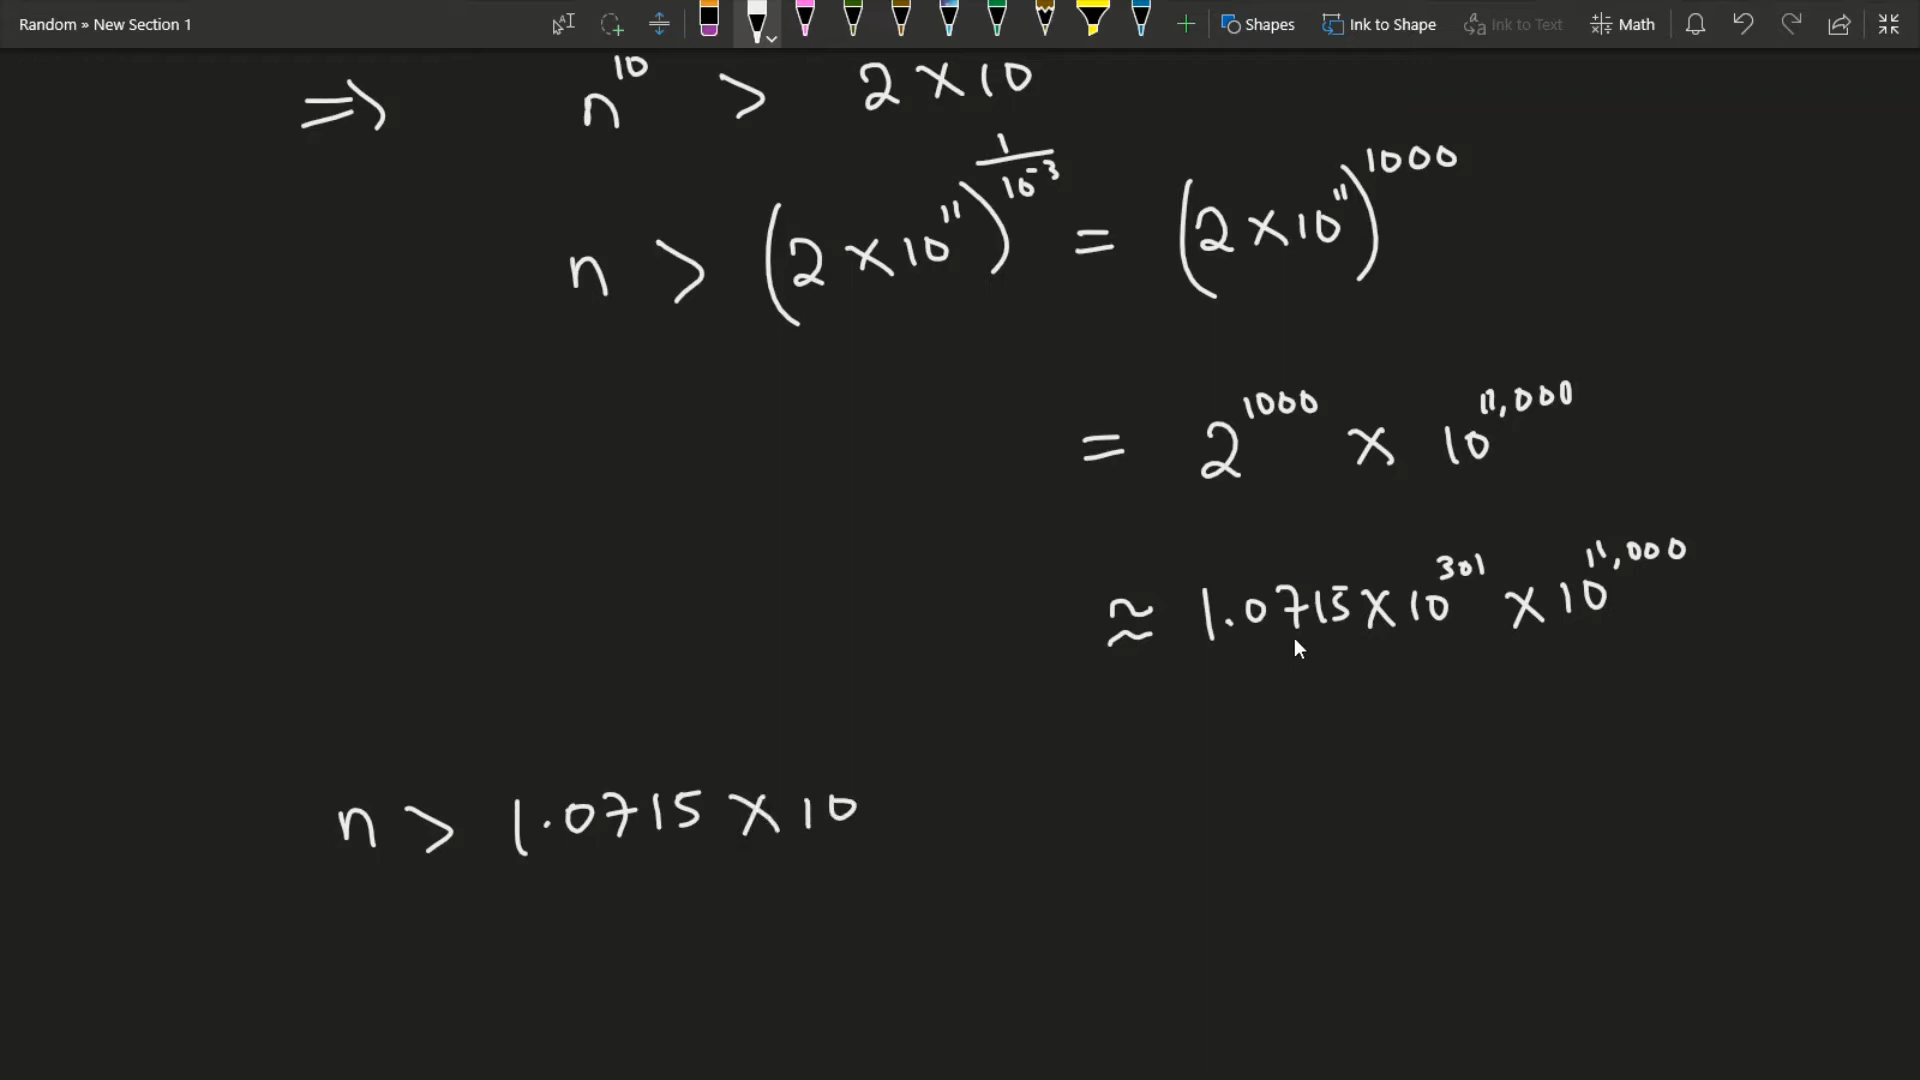 Random » New Section 1 Shapes Ink to Shape Ink to Text Math
⇒ n^10 > 2 × 10
n > (2 × 10^11)^(1/10^-3) = (2 × 10^11)^1000
= 2^1000 × 10^11,000
≈ 1.0715 × 10^301 × 10^11,000
n > 1.0715 × 10